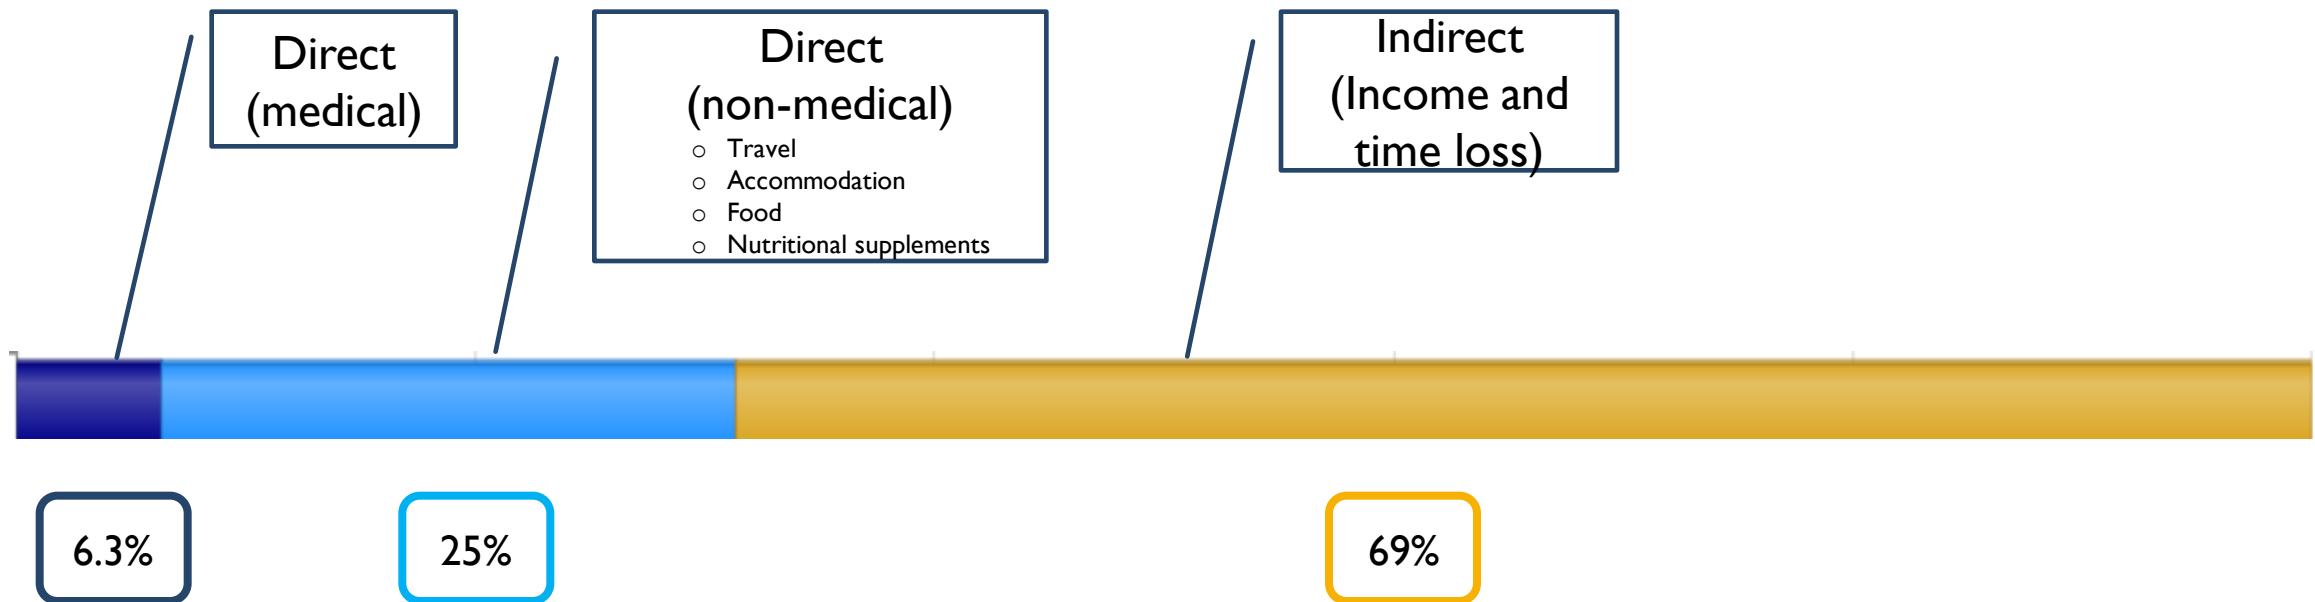 Direct
(medical)
Direct
(non-medical)
o Travel
o Accommodation
o Food
o Nutritional supplements
Indirect
(Income and
time loss)
6.3%
25%
69%